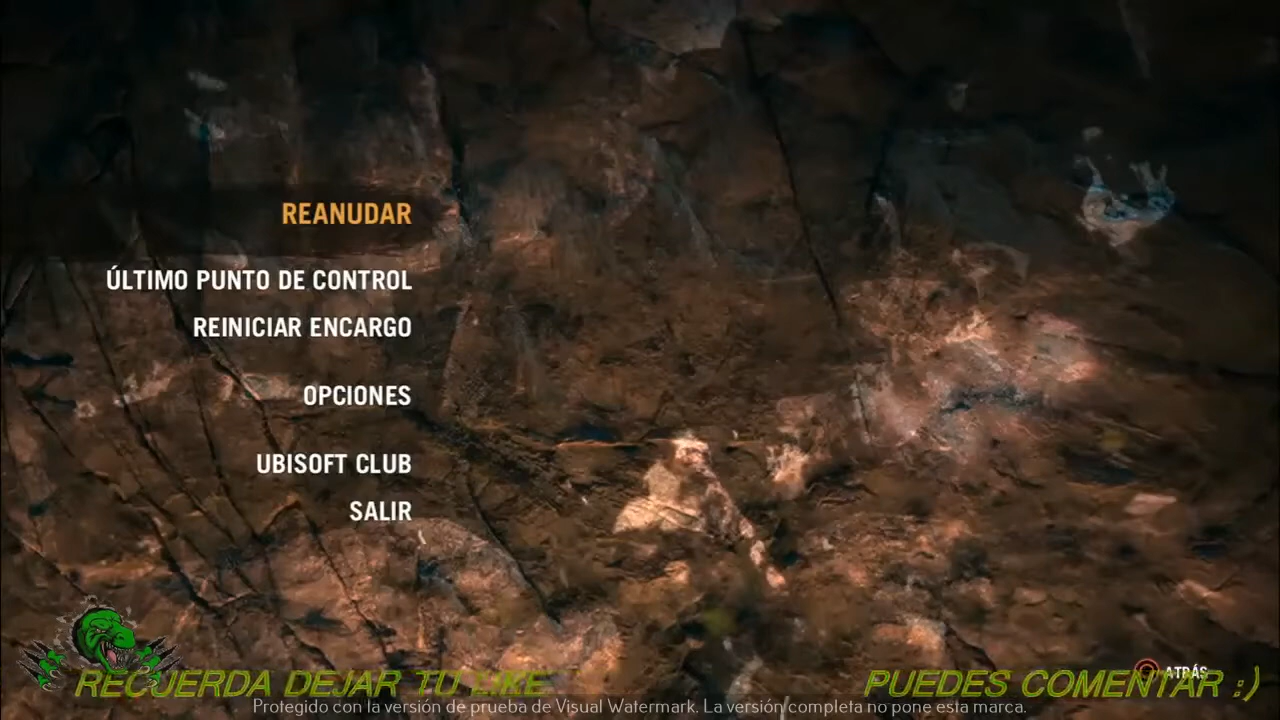 REANUDAR
ÚLTIMO PUNTO DE CONTROL
REINICIAR ENCARGO
OPCIONES
UBISOFT CLUB
SALIR
ATRÁS
RECUERDA DEJAR TU LIKE
PUEDES COMENTAR :)
Protegido con la versión de prueba de Visual Watermark. La versión completa no pone esta marca.